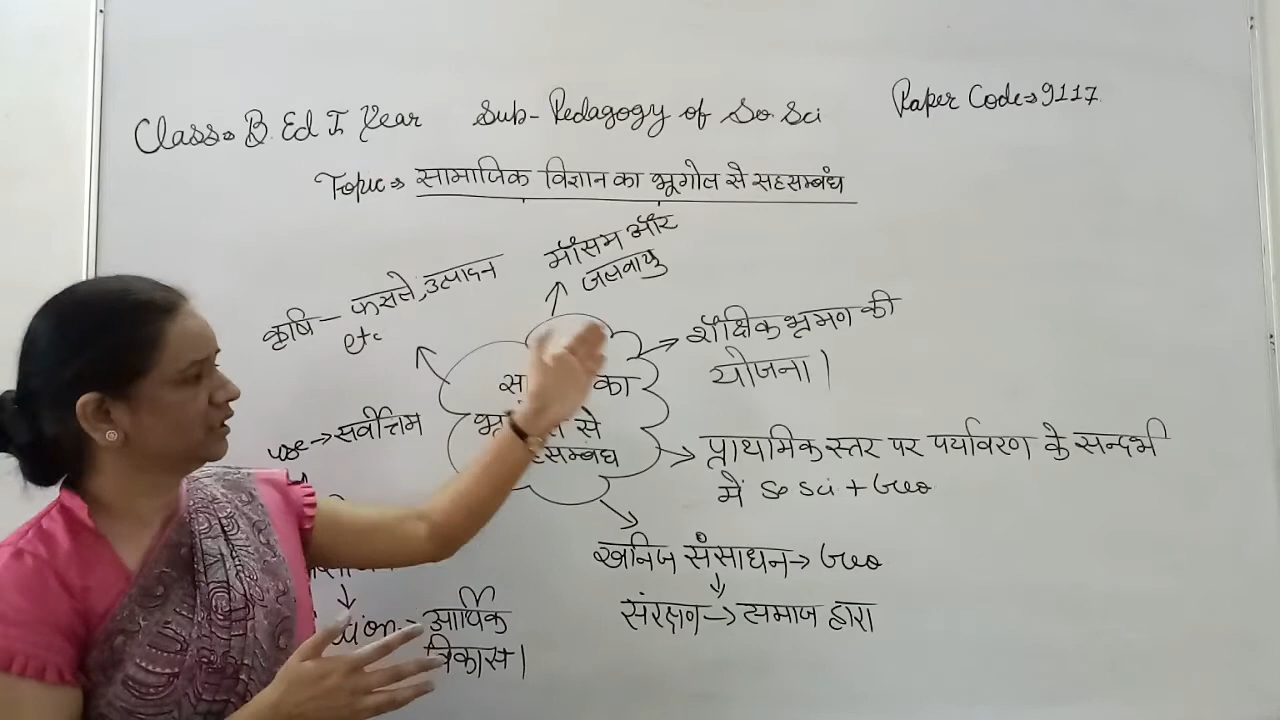 Class⇒ B. Ed I Year Sub- Pedagogy of So Sci Paper Code⇒ 9117
Topic⇒ सामाजिक विज्ञान का भूगोल से सहसम्बंध
मौसम और
जलवायु
कृषि – फसले, उत्पादन
etc
शैक्षिक भ्रमण की
योजना।
का
से
सम्बंध
use → सर्वोत्तम
प्राथमिक स्तर पर पर्यावरण के सन्दर्भ
में So Sci + Geo
खनिज संसाधन → Geo
संरक्षण → समाज द्वारा
आर्थिक
विकास।